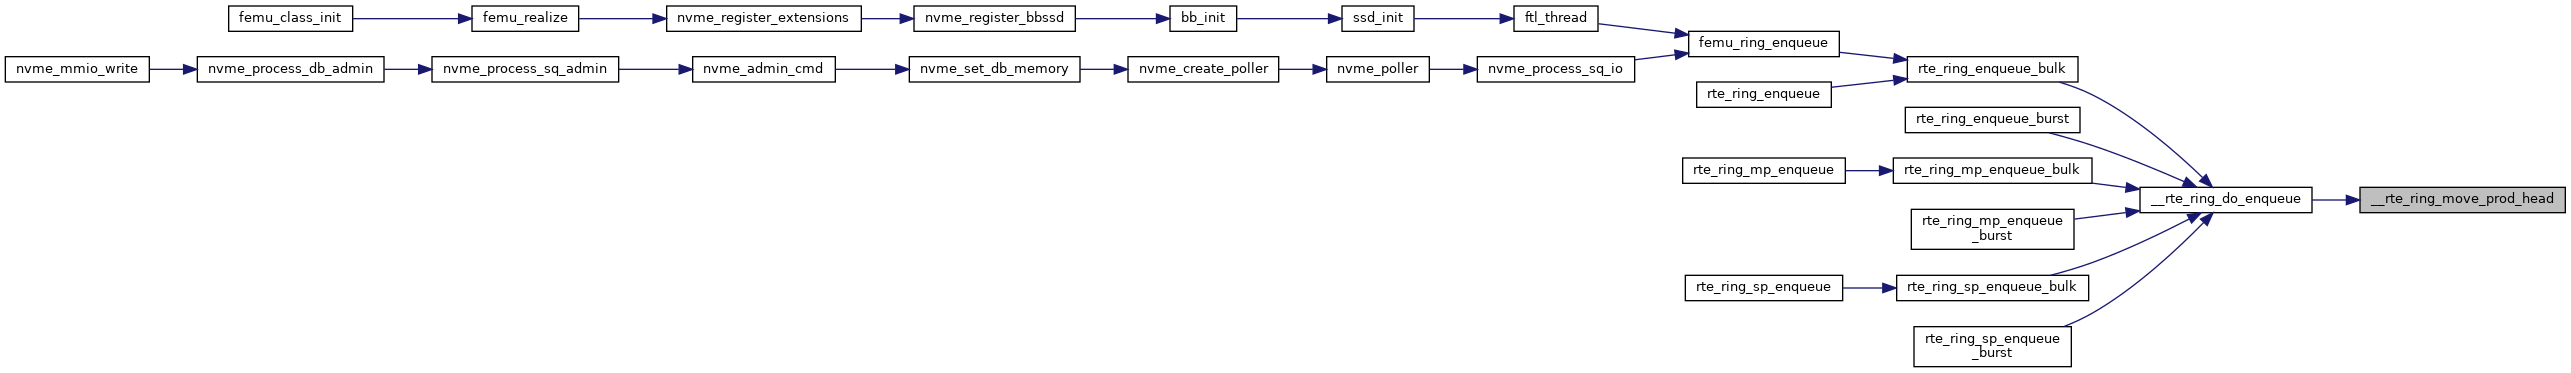 femu_class_init
femu_realize
nvme_register_extensions
nvme_register_bbssd
bb_init
ssd_init
ftl_thread
femu_ring_enqueue
nvme_mmio_write
nvme_process_db_admin
nvme_process_sq_admin
nvme_admin_cmd
nvme_set_db_memory
nvme_create_poller
nvme_poller
nvme_process_sq_io
rte_ring_enqueue_bulk
rte_ring_enqueue
rte_ring_enqueue_burst
rte_ring_mp_enqueue
rte_ring_mp_enqueue_bulk
__rte_ring_do_enqueue
__rte_ring_move_prod_head
rte_ring_mp_enqueue
_burst
rte_ring_sp_enqueue
rte_ring_sp_enqueue_bulk
rte_ring_sp_enqueue
_burst